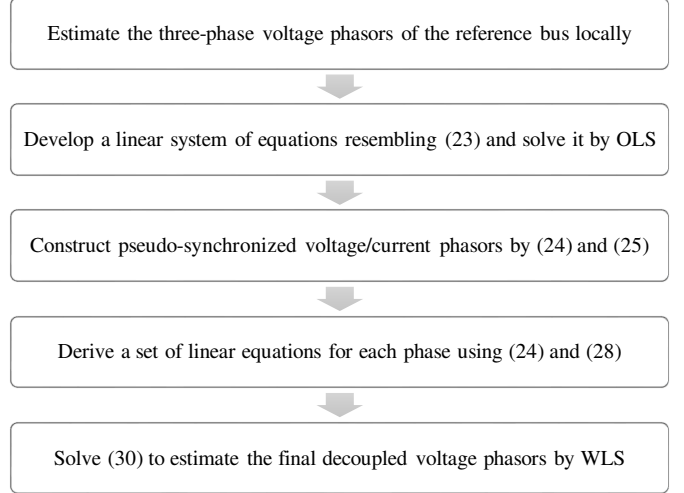 Estimate the three-phase voltage phasors of the reference bus locally
Develop a linear system of equations resembling (23) and solve it by OLS
Construct pseudo-synchronized voltage/current phasors by (24) and (25)
Derive a set of linear equations for each phase using (24) and (28)
Solve (30) to estimate the final decoupled voltage phasors by WLS